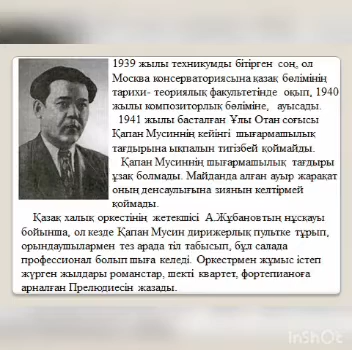 1939 жылы техникумды бітірген соң, ол
Москва консерваториясына қазақ бөлімінің
тарихи- теориялық факультетінде оқып, 1940
жылы композиторлық бөліміне, ауысады.
1941 жылы басталған Ұлы Отан соғысы
Қапан Мусиннің кейінгі шығармашылық
тағдырына ықпалын тигізбей қоймайды.
Қапан Мусиннің шығармашылық тағдыры
ұзақ болмады. Майданда алған ауыр жарақат
оның денсаулығына зиянын келтірмей
қоймады.
Қазақ халық оркестінің жетекшісі А.Жұбановтың нұсқауы
бойынша, ол кезде Қапан Мусин дирижерлық пультке тұрып,
орындаушылармен тез арада тіл табысып, бұл салада
профессионал болып шыға келеді. Оркестрмен жұмыс істеп
жүрген жылдары романстар, шекті квартет, фортепианоға
арналған Прелюдиесін жазады.
InShOt